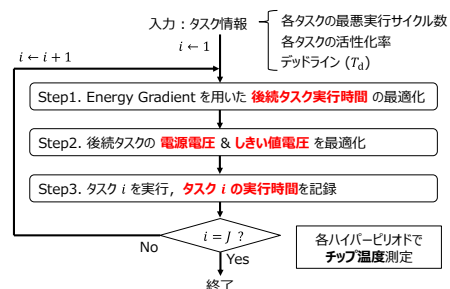 入力：タスク情報
各タスクの最悪実行サイクル数
各タスクの活性化率
デッドライン (T_d)
i ← 1
i ← i + 1
Step1. Energy Gradient を用いた 後続タスク実行時間 の最適化
Step2. 後続タスクの 電源電圧 & しきい値電圧 を最適化
Step3. タスク i を実行，タスク i の実行時間を記録
i = J ?
No
Yes
各ハイパーピリオドで
チップ温度測定
終了